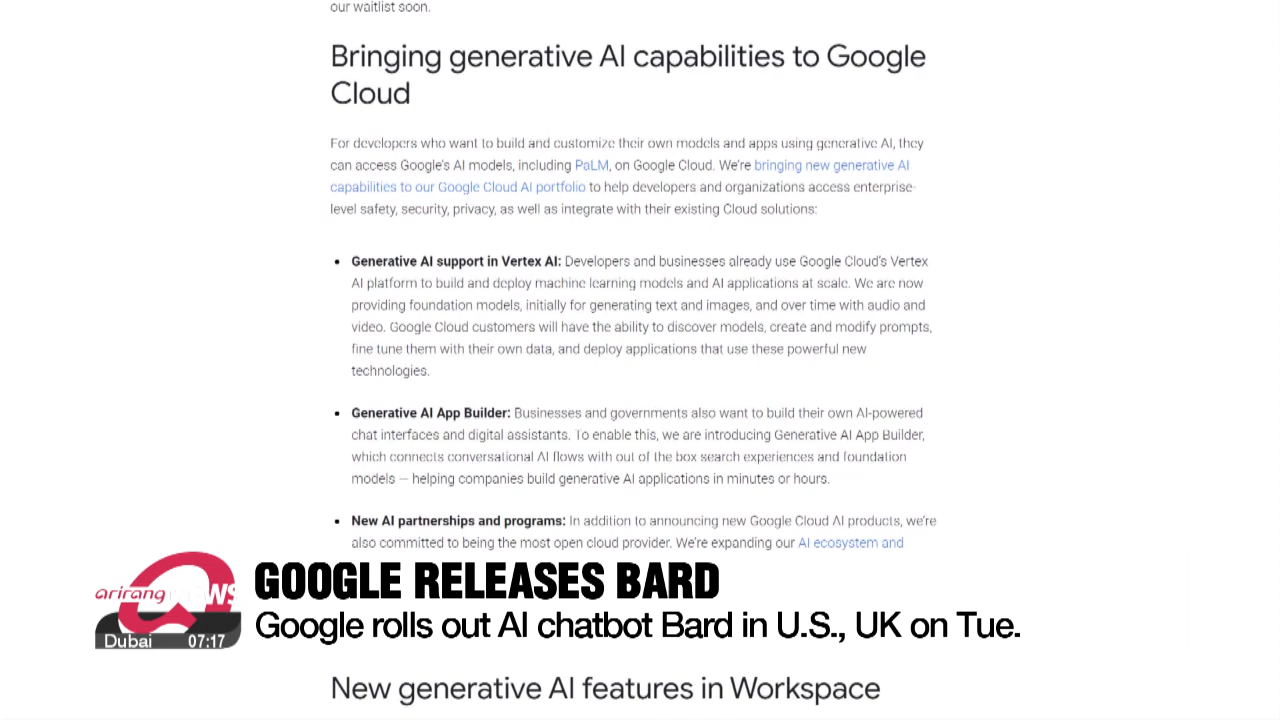 our waitlist soon.
Bringing generative AI capabilities to Google
Cloud
For developers who want to build and customize their own models and apps using generative AI, they
can access Google's AI models, including PaLM, on Google Cloud. We're bringing new generative AI
capabilities to our Google Cloud AI portfolio to help developers and organizations access enterprise-
level safety, security, privacy, as well as integrate with their existing Cloud solutions:
• Generative AI support in Vertex AI: Developers and businesses already use Google Cloud's Vertex
AI platform to build and deploy machine learning models and AI applications at scale. We are now
providing foundation models, initially for generating text and images, and over time with audio and
video. Google Cloud customers will have the ability to discover models, create and modify prompts,
fine tune them with their own data, and deploy applications that use these powerful new
technologies.
• Generative AI App Builder: Businesses and governments also want to build their own AI-powered
chat interfaces and digital assistants. To enable this, we are introducing Generative AI App Builder,
which connects conversational AI flows with out of the box search experiences and foundation
models — helping companies build generative AI applications in minutes or hours.
• New AI partnerships and programs: In addition to announcing new Google Cloud AI products, we're
also committed to being the most open cloud provider. We're expanding our AI ecosystem and
arirang NEWS
GOOGLE RELEASES BARD
Google rolls out AI chatbot Bard in U.S., UK on Tue.
Dubai 07:17
New generative AI features in Workspace